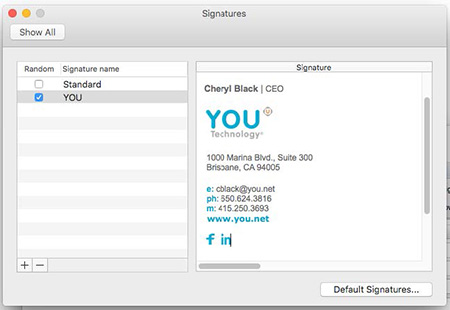 Signatures
Show All
Random Signature name
Standard
YOU
Signature
Cheryl Black | CEO
YOU
Technology
1000 Marina Blvd., Suite 300
Brisbane, CA 94005
e: cblack@you.net
ph: 650.624.3816
m: 415.250.3693
www.you.net
f in
+ −
Default Signatures...